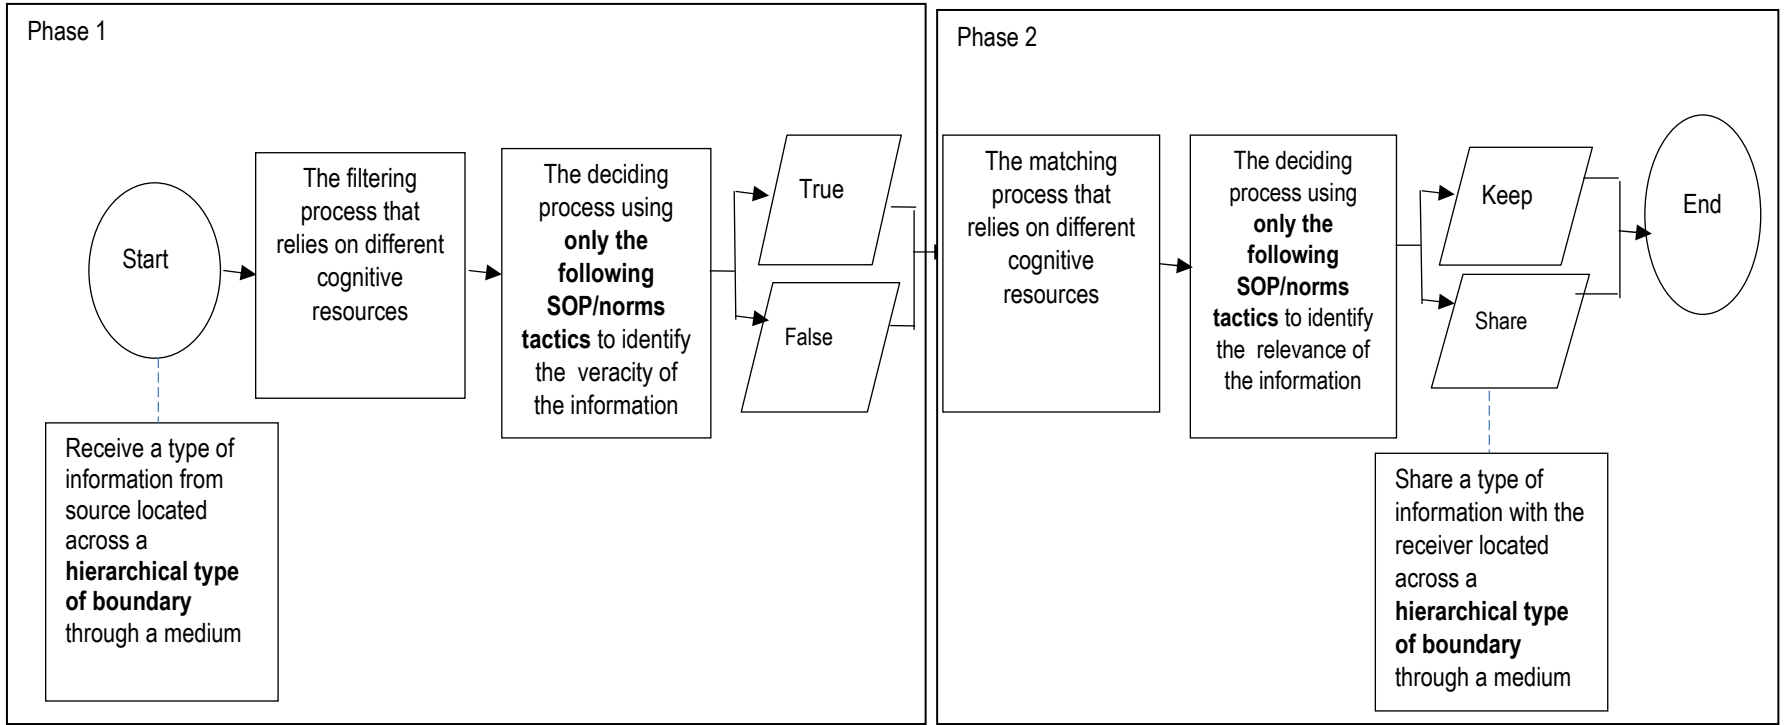 Phase 1
Start
The filtering
process that
relies on different
cognitive
resources
The deciding
process using
only the
following
SOP/norms
tactics to identify
the veracity of
the information
True
False
Receive a type of
information from
source located
across a
hierarchical type
of boundary
through a medium
Phase 2
The matching
process that
relies on different
cognitive
resources
The deciding
process using
only the
following
SOP/norms
tactics to identify
the relevance of
the information
Keep
Share
End
Share a type of
information with the
receiver located
across a
hierarchical type
of boundary
through a medium